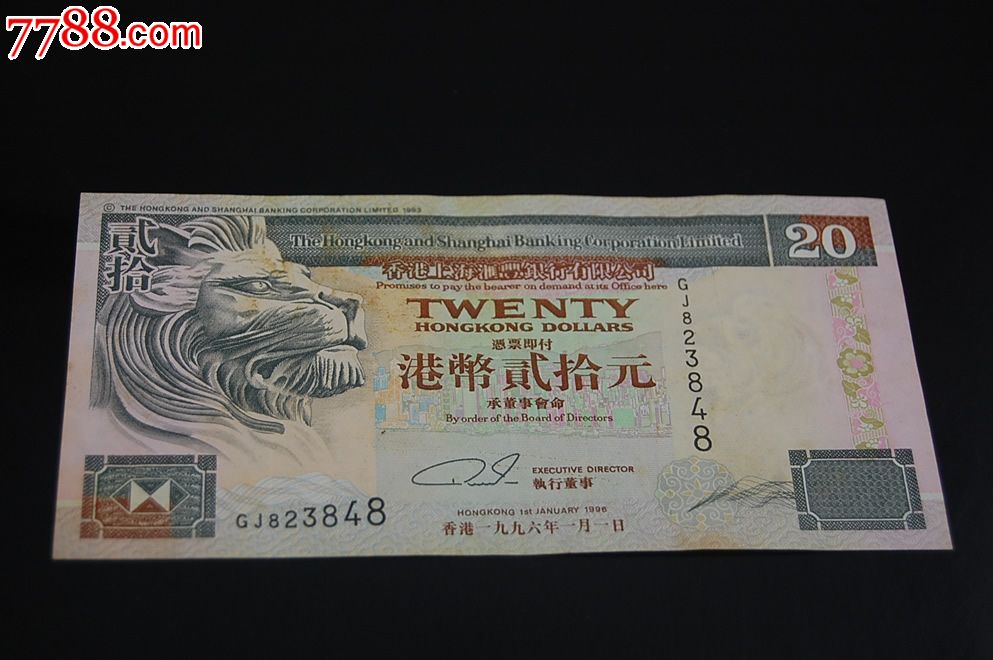 7788.com
© THE HONGKONG AND SHANGHAI BANKING CORPORATION LIMITED 1993
貳拾
The Hongkong and Shanghai Banking Corporation Limited
20
香港上海滙豐銀行有限公司
Promises to pay the bearer on demand at its Office here
TWENTY
HONGKONG DOLLARS
憑票即付
港幣貳拾元
承董事會命
By order of the Board of Directors
GJ823848
EXECUTIVE DIRECTOR
執行董事
GJ823848
HONGKONG 1st JANUARY 1996
香港一九九六年一月一日